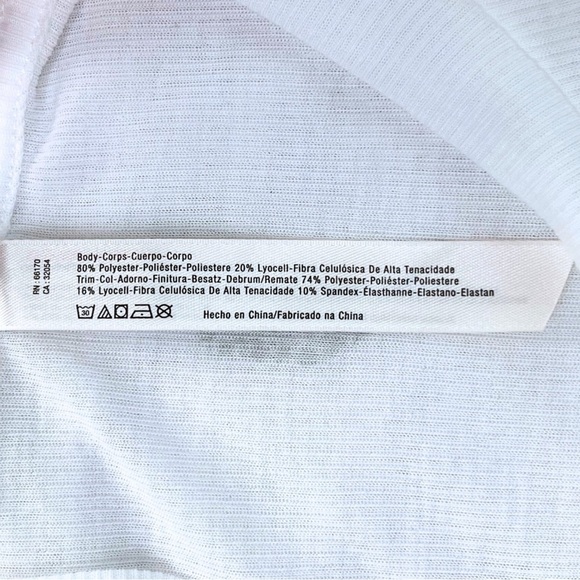 RN : 66170
CA : 32054
Body-Corps-Cuerpo-Corpo
80% Polyester-Poliéster-Poliestere 20% Lyocell-Fibra Celulósica De Alta Tenacidade
Trim-Col-Adorno-Finitura-Besatz-Debrum/Remate 74% Polyester-Poliéster-Poliestere
16% Lyocell-Fibra Celulósica De Alta Tenacidade 10% Spandex-Élasthanne-Elastano-Elastan
30
Hecho en China/Fabricado na China